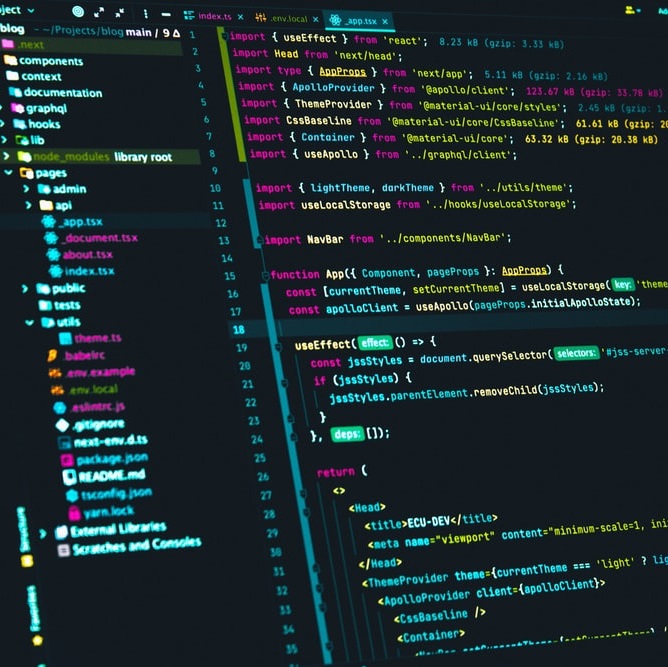 ject
index.ts
.env.local
_app.tsx
blog ~/Projects/blog main / 9 Δ
.next
components
context
documentation
graphql
hooks
lib
node_modules library root
pages
admin
api
_app.tsx
_document.tsx
about.tsx
index.tsx
public
tests
utils
theme.ts
.babelrc
.env.example
.env.local
.eslintrc.js
.gitignore
next-env.d.ts
package.json
README.md
tsconfig.json
yarn.lock
External Libraries
Scratches and Consoles
Structure
Favorites
1 import { useEffect } from 'react'; 8.23 kB (gzip: 3.33 kB)
2 import Head from 'next/head';
3 import type { AppProps } from 'next/app'; 5.11 kB (gzip: 2.16 kB)
4 import { ApolloProvider } from '@apollo/client'; 123.67 kB (gzip: 33.78 kB)
5 import { ThemeProvider } from '@material-ui/core/styles'; 2.45 kB (gzip: 1.
6 import CssBaseline from '@material-ui/core/CssBaseline'; 61.61 kB (gzip: 20
7 import { Container } from '@material-ui/core'; 63.32 kB (gzip: 20.38 kB)
8 import { useApollo } from '../graphql/client';
9
10 import { lightTheme, darkTheme } from '../utils/theme';
11 import useLocalStorage from '../hooks/useLocalStorage';
12
13 import NavBar from '../components/NavBar';
14
15 function App({ Component, pageProps }: AppProps) {
16 const [currentTheme, setCurrentTheme] = useLocalStorage( key: 'theme
17 const apolloClient = useApollo(pageProps.initialApolloState);
18
19 useEffect( effect: () => {
20 const jssStyles = document.querySelector( selectors: '#jss-server
21 if (jssStyles) {
22 jssStyles.parentElement.removeChild(jssStyles);
23 }
24 }, deps: []);
25
26 return (
27 <>
28 <Head>
29 <title>ECU-DEV</title>
30 <meta name="viewport" content="minimum-scale=1, ini
31 </Head>
32 <ThemeProvider theme={currentTheme === 'light' ? lig
33 <ApolloProvider client={apolloClient}>
34 <CssBaseline />
35 <Container>